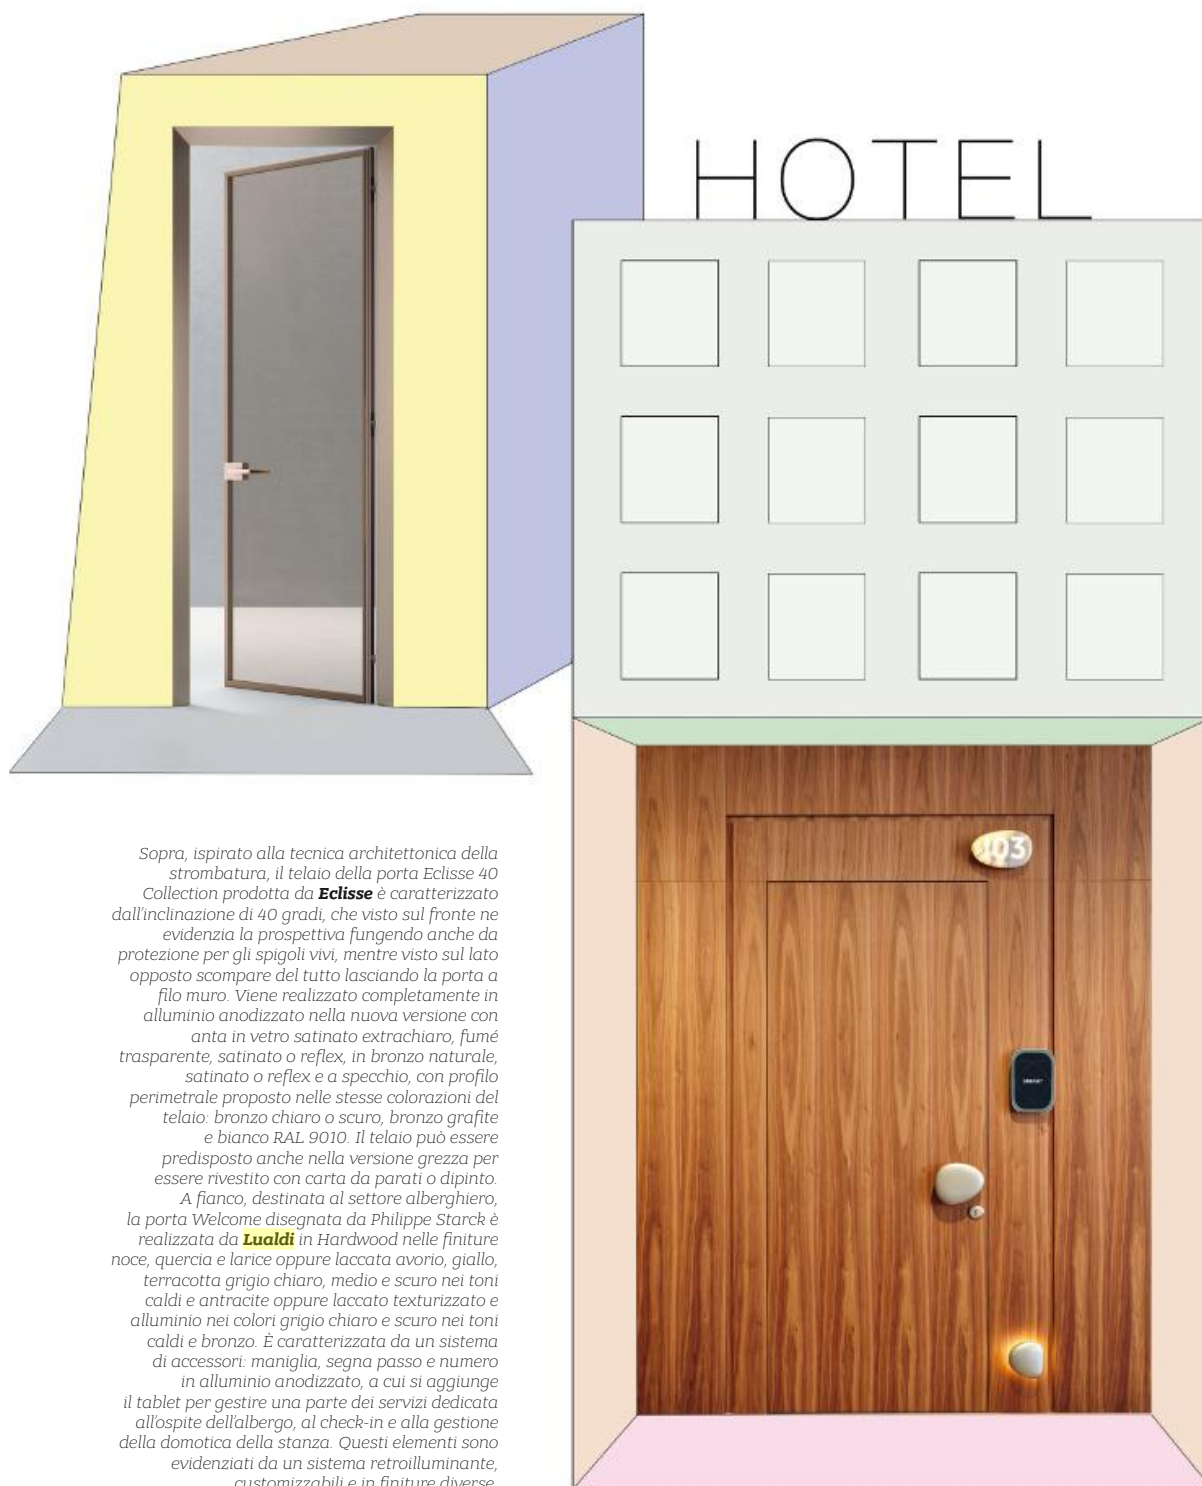 HOTEL
103
Sopra, ispirato alla tecnica architettonica della
strombatura, il telaio della porta Eclisse 40
Collection prodotta da Eclisse è caratterizzato
dall'inclinazione di 40 gradi, che visto sul fronte ne
evidenzia la prospettiva fungendo anche da
protezione per gli spigoli vivi, mentre visto sul lato
opposto scompare del tutto lasciando la porta a
filo muro. Viene realizzato completamente in
alluminio anodizzato nella nuova versione con
anta in vetro satinato extrachiaro, fumé
trasparente, satinato o reflex, in bronzo naturale,
satinato o reflex e a specchio, con profilo
perimetrale proposto nelle stesse colorazioni del
telaio: bronzo chiaro o scuro, bronzo grafite
e bianco RAL 9010. Il telaio può essere
predisposto anche nella versione grezza per
essere rivestito con carta da parati o dipinto.
A fianco, destinata al settore alberghiero,
la porta Welcome disegnata da Philippe Starck è
realizzata da Lualdi in Hardwood nelle finiture
noce, quercia e larice oppure laccata avorio, giallo,
terracotta grigio chiaro, medio e scuro nei toni
caldi e antracite oppure laccato texturizzato e
alluminio nei colori grigio chiaro e scuro nei toni
caldi e bronzo. È caratterizzata da un sistema
di accessori: maniglia, segna passo e numero
in alluminio anodizzato, a cui si aggiunge
il tablet per gestire una parte dei servizi dedicata
all'ospite dell'albergo, al check-in e alla gestione
della domotica della stanza. Questi elementi sono
evidenziati da un sistema retroilluminante,
customizzabili e in finiture diverse.